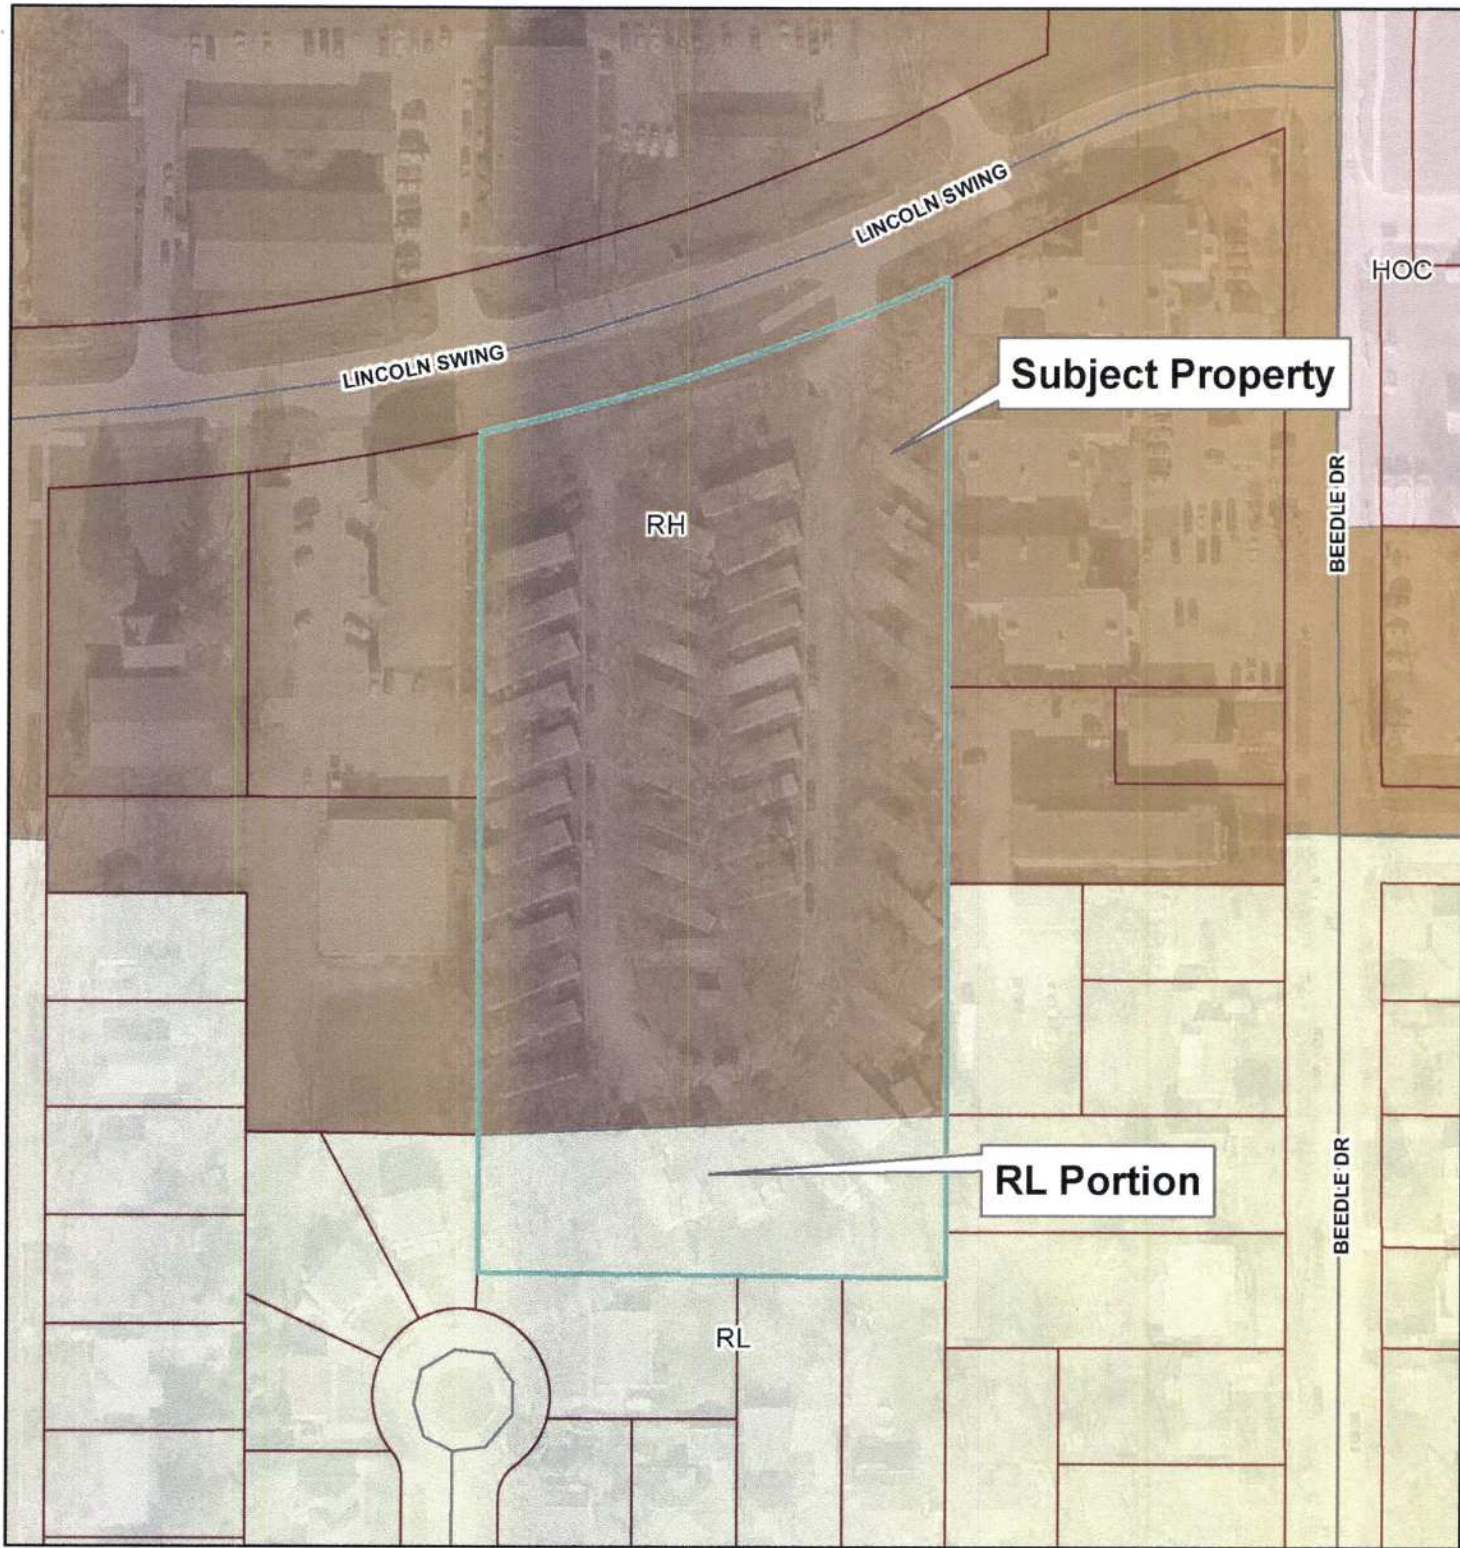 LINCOLN SWING
HOC
LINCOLN SWING
Subject Property
RH
BEEDLE DR
RL Portion
BEEDLE DR
RL